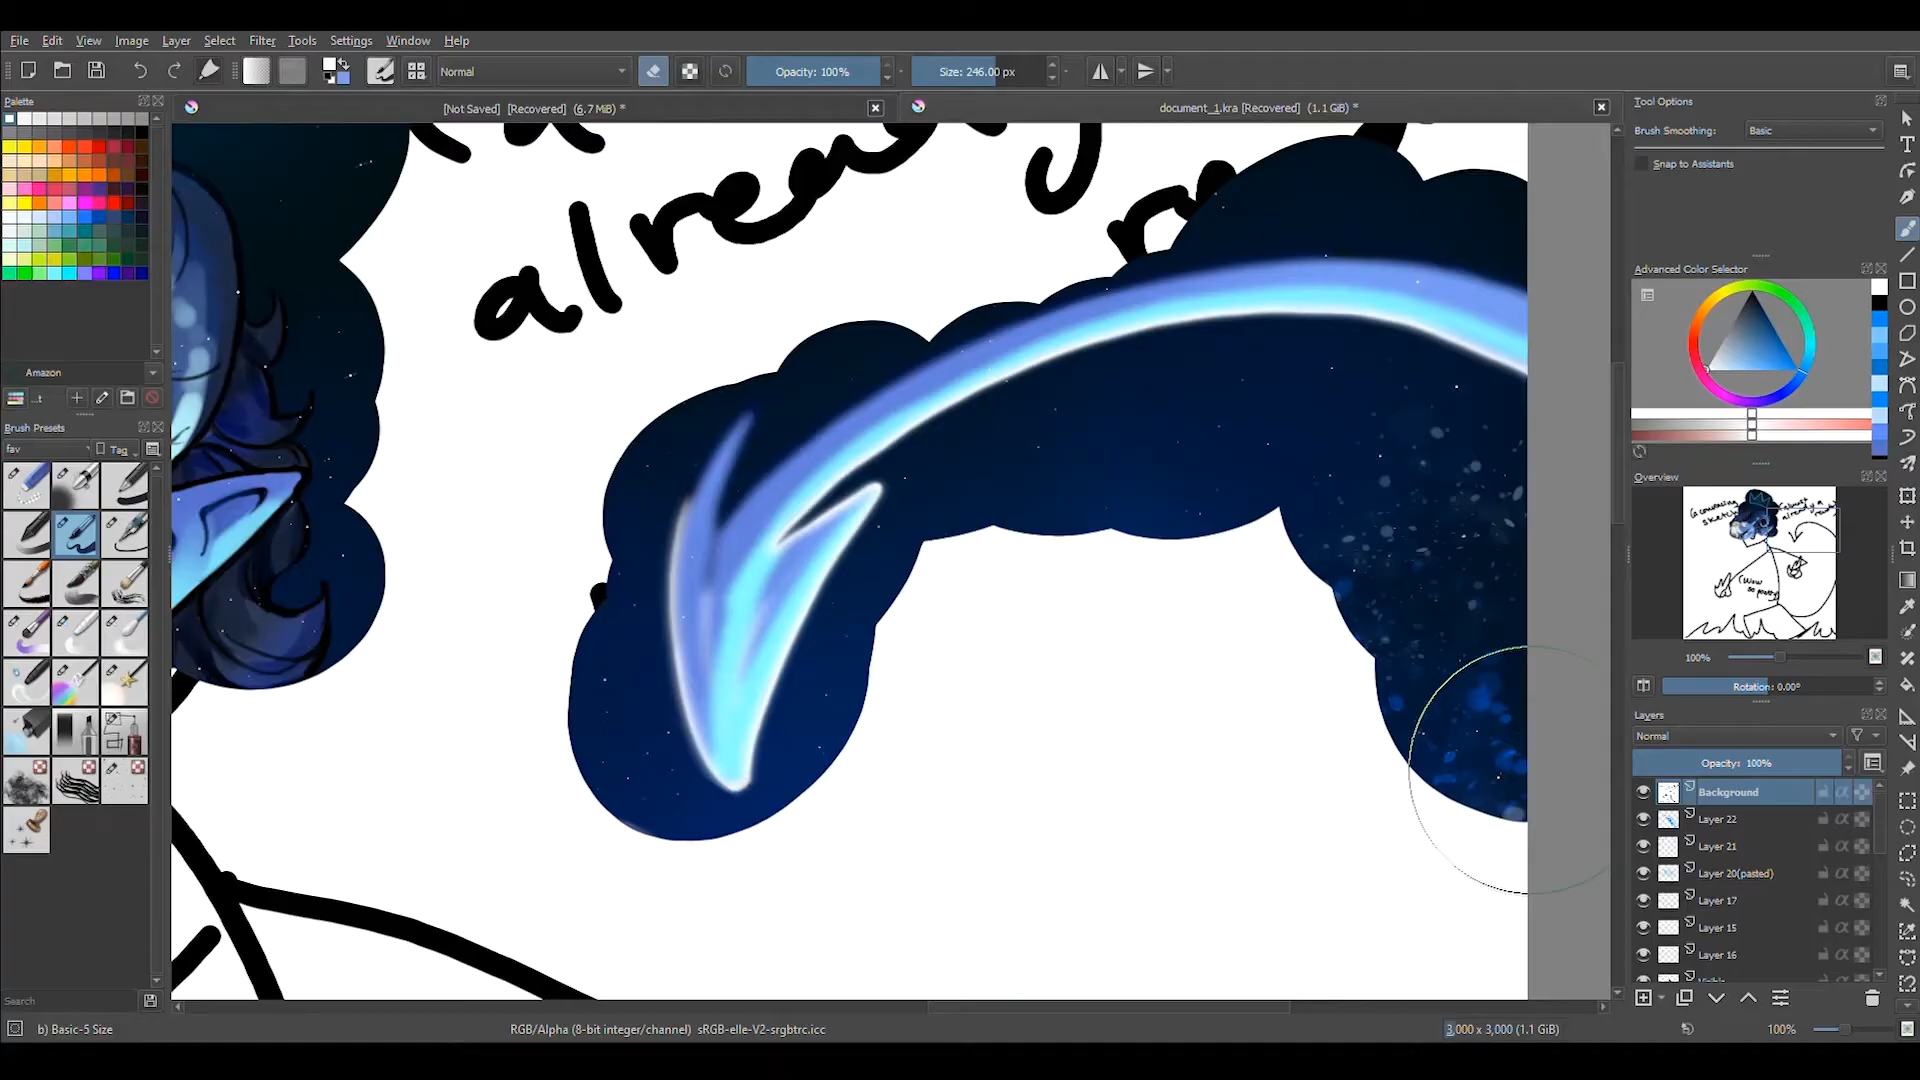 File Edit View Image Layer Select Filter Tools Settings Window Help
Normal Opacity: 100% Size: 246.00 px
Palette
[Not Saved] [Recovered] (6.7 MiB) *
document_1.kra [Recovered] (1.1 GiB) *
Tool Options
Brush Smoothing: Basic
Snap to Assistants
already
Advanced Color Selector
Amazon
Brush Presets
fav
Tag
Overview
100%
Rotation: 0.00°
Layers
Normal
Opacity: 100%
Background
Layer 22
Layer 21
Layer 20(pasted)
Layer 17
Layer 15
Layer 16
Search
b) Basic-5 Size
RGB/Alpha (8-bit integer/channel) sRGB-elle-V2-srgbtrc.icc
3,000 x 3,000 (1.1 GiB)
100%